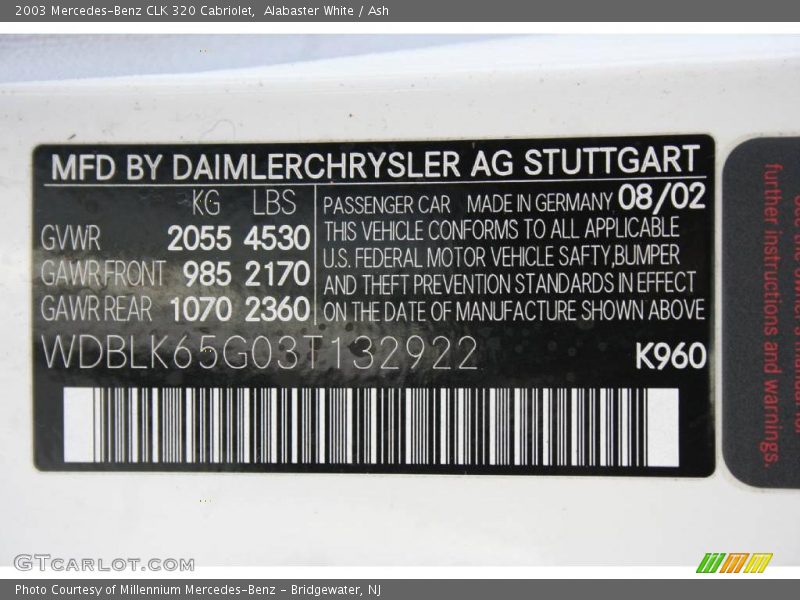 2003 Mercedes-Benz CLK 320 Cabriolet, Alabaster White / Ash
MFD BY DAIMLERCHRYSLER AG STUTTGART
KG LBS
GVWR 2055 4530
GAWR FRONT 985 2170
GAWR REAR 1070 2360
PASSENGER CAR MADE IN GERMANY 08/02
THIS VEHICLE CONFORMS TO ALL APPLICABLE
U.S. FEDERAL MOTOR VEHICLE SAFTY,BUMPER
AND THEFT PREVENTION STANDARDS IN EFFECT
ON THE DATE OF MANUFACTURE SHOWN ABOVE
WDBLK65G03T132922 K960
further instructions and warnings.
GTCARLOT.COM
Photo Courtesy of Millennium Mercedes-Benz - Bridgewater, NJ